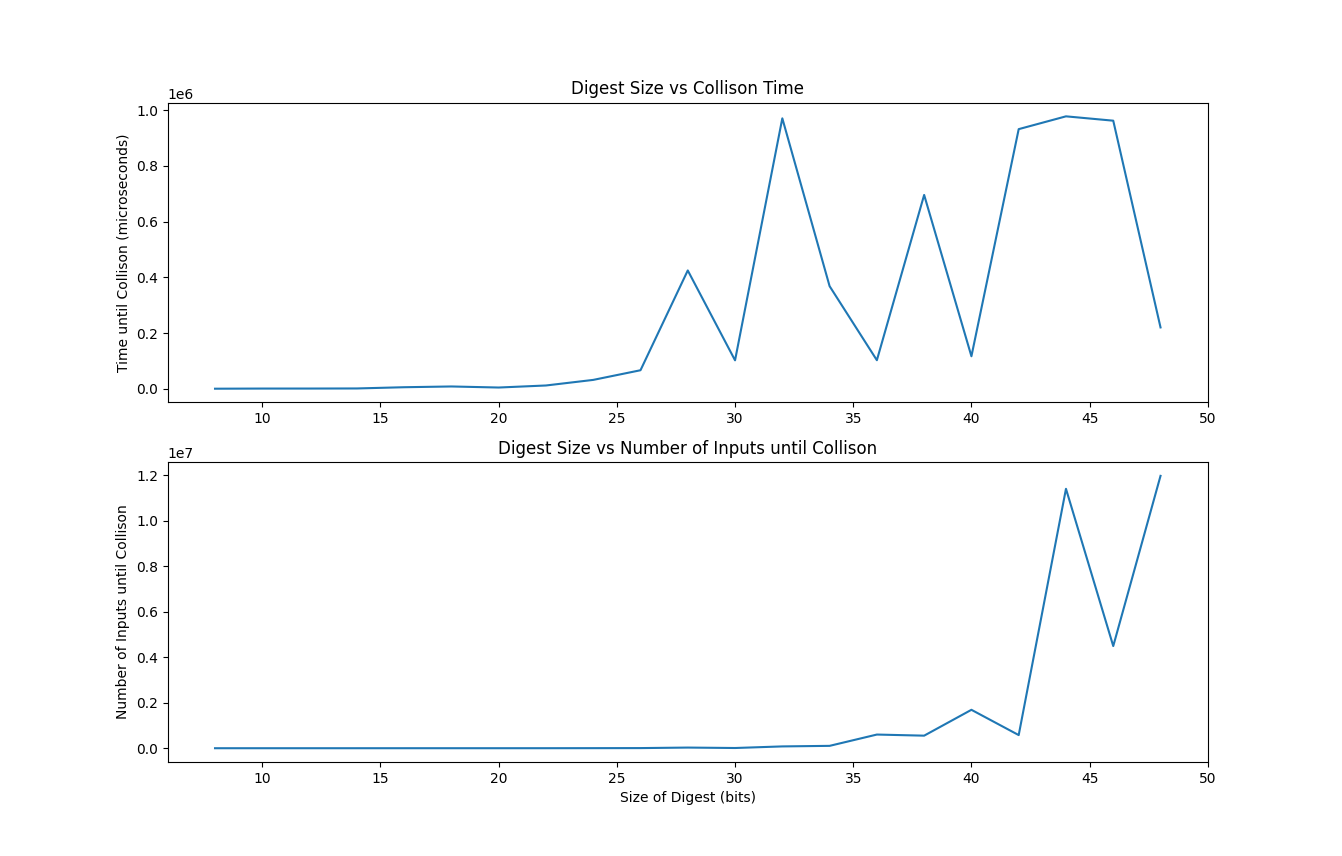 Digest Size vs Collison Time
1e6
Time until Collison (microseconds)
1.0
0.8
0.6
0.4
0.2
0.0
10 15 20 25 30 35 40 45 50
Digest Size vs Number of Inputs until Collison
1e7
Number of Inputs until Collison
1.2
1.0
0.8
0.6
0.4
0.2
0.0
10 15 20 25 30 35 40 45 50
Size of Digest (bits)